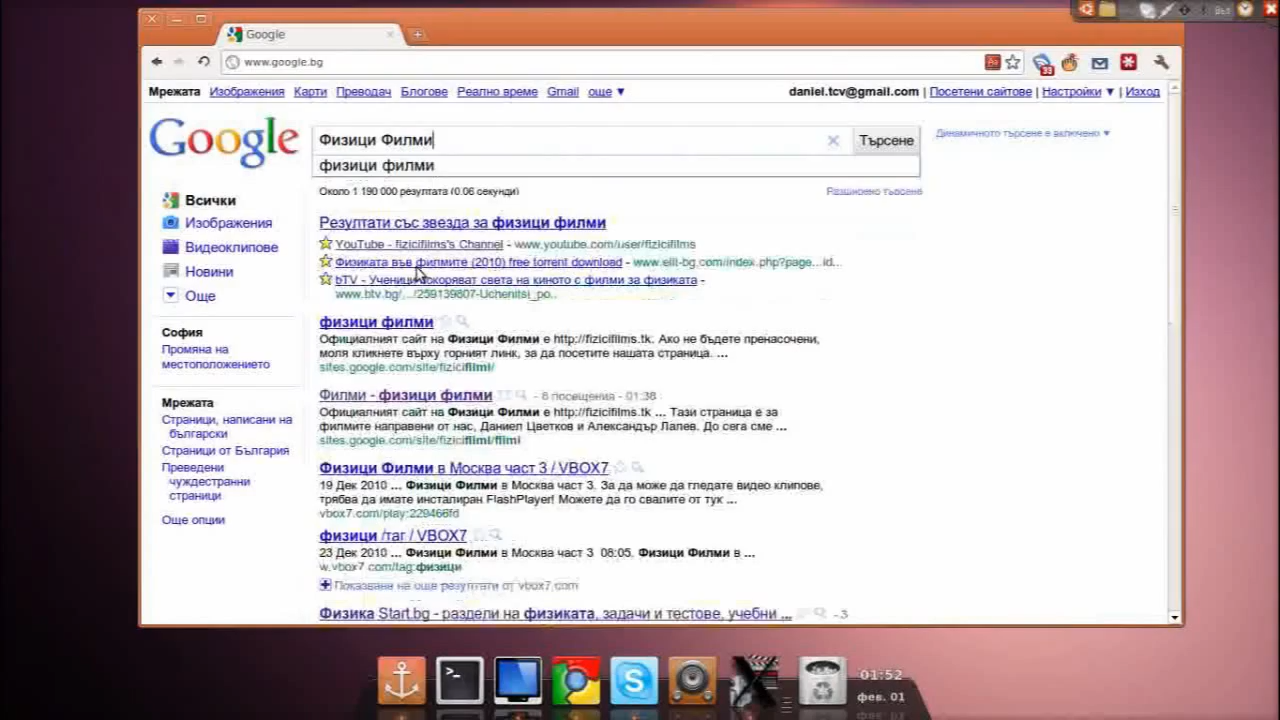 Google
www.google.bg
33
Мрежата Изображения Карти Преводач Блогове Реално време Gmail още ▼
daniel.tcv@gmail.com | Посетени сайтове | Настройки ▼ | Изход
Google
Физици Филми
Търсене
Динамичното търсене е включено ▼
физици филми
Около 1 190 000 резултата (0.06 секунди)
Разширено търсене
Всички
Изображения
Видеоклипове
Новини
Още
София
Промяна на
местоположението
Мрежата
Страници, написани на
български
Страници от България
Преведени
чуждестранни
страници
Още опции
Резултати със звезда за физици филми
YouTube - fizicifilms's Channel - www.youtube.com/user/fizicifilms
Физиката във филмите (2010) free torrent download - www.elit-bg.com/index.php?page...id...
bTV - Ученици покоряват света на киното с филми за физиката -
www.btv.bg/.../259139807-Uchenitsi_po...
физици филми
Официалният сайт на Физици Филми е http://fizicifilms.tk. Ако не бъдете пренасочени,
моля кликнете върху горният линк, за да посетите нашата страница. ...
sites.google.com/site/fizicifilmi/
Филми - физици филми - 8 посещения - 01:38
Официалният сайт на Физици Филми е http://fizicifilms.tk ... Тази страница е за
филмите направени от нас, Даниел Цветков и Александър Лалев. До сега сме ...
sites.google.com/site/fizicifilmi/filmi
Физици Филми в Москва част 3 / VBOX7
19 Дек 2010 ... Физици Филми в Москва част 3. За да може да гледате видео клипове,
трябва да имате инсталиран FlashPlayer! Можете да го свалите от тук ...
vbox7.com/play:229466fd
физици /таг / VBOX7
23 Дек 2010 ... Физици Филми в Москва част 3 08:05. Физици Филми в ...
w.vbox7.com/tag:физици
Показване на още резултати от vbox7.com
Физика Start.bg - раздели на физиката, задачи и тестове, учебни ... -3
01:52
фев. 01